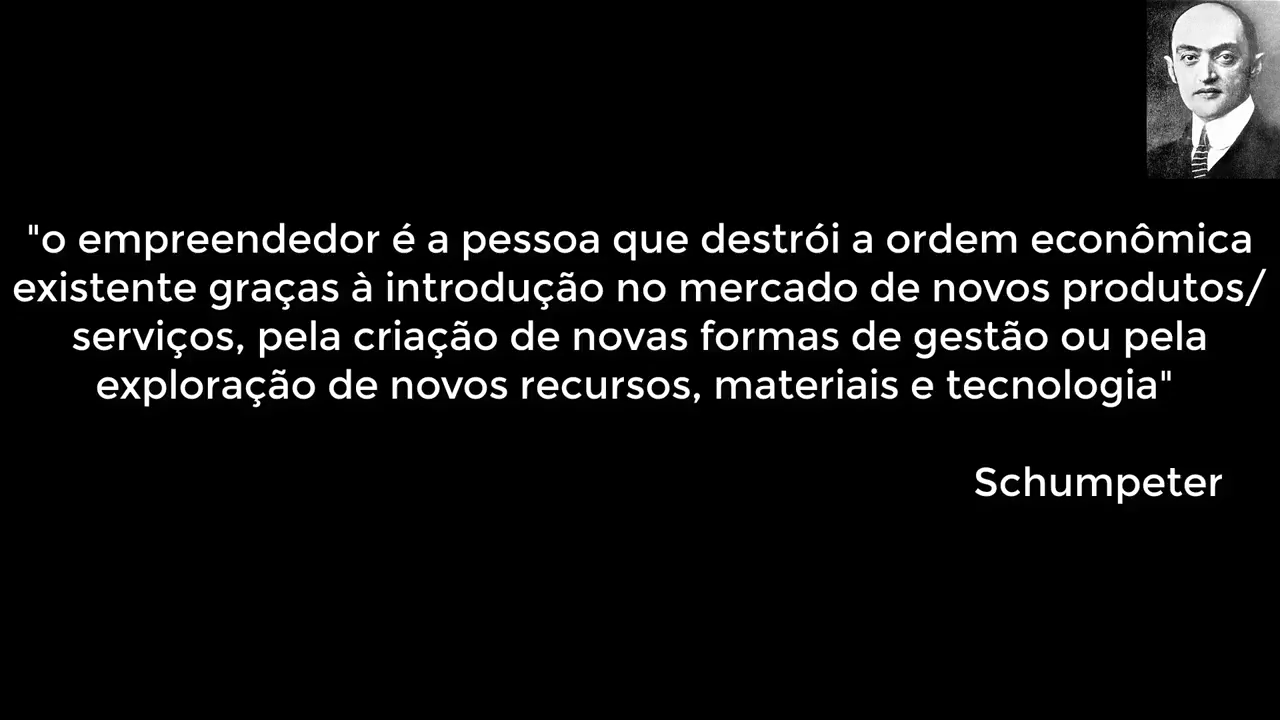 "o empreendedor é a pessoa que destrói a ordem econômica
existente graças à introdução no mercado de novos produtos/
serviços, pela criação de novas formas de gestão ou pela
exploração de novos recursos, materiais e tecnologia"
Schumpeter